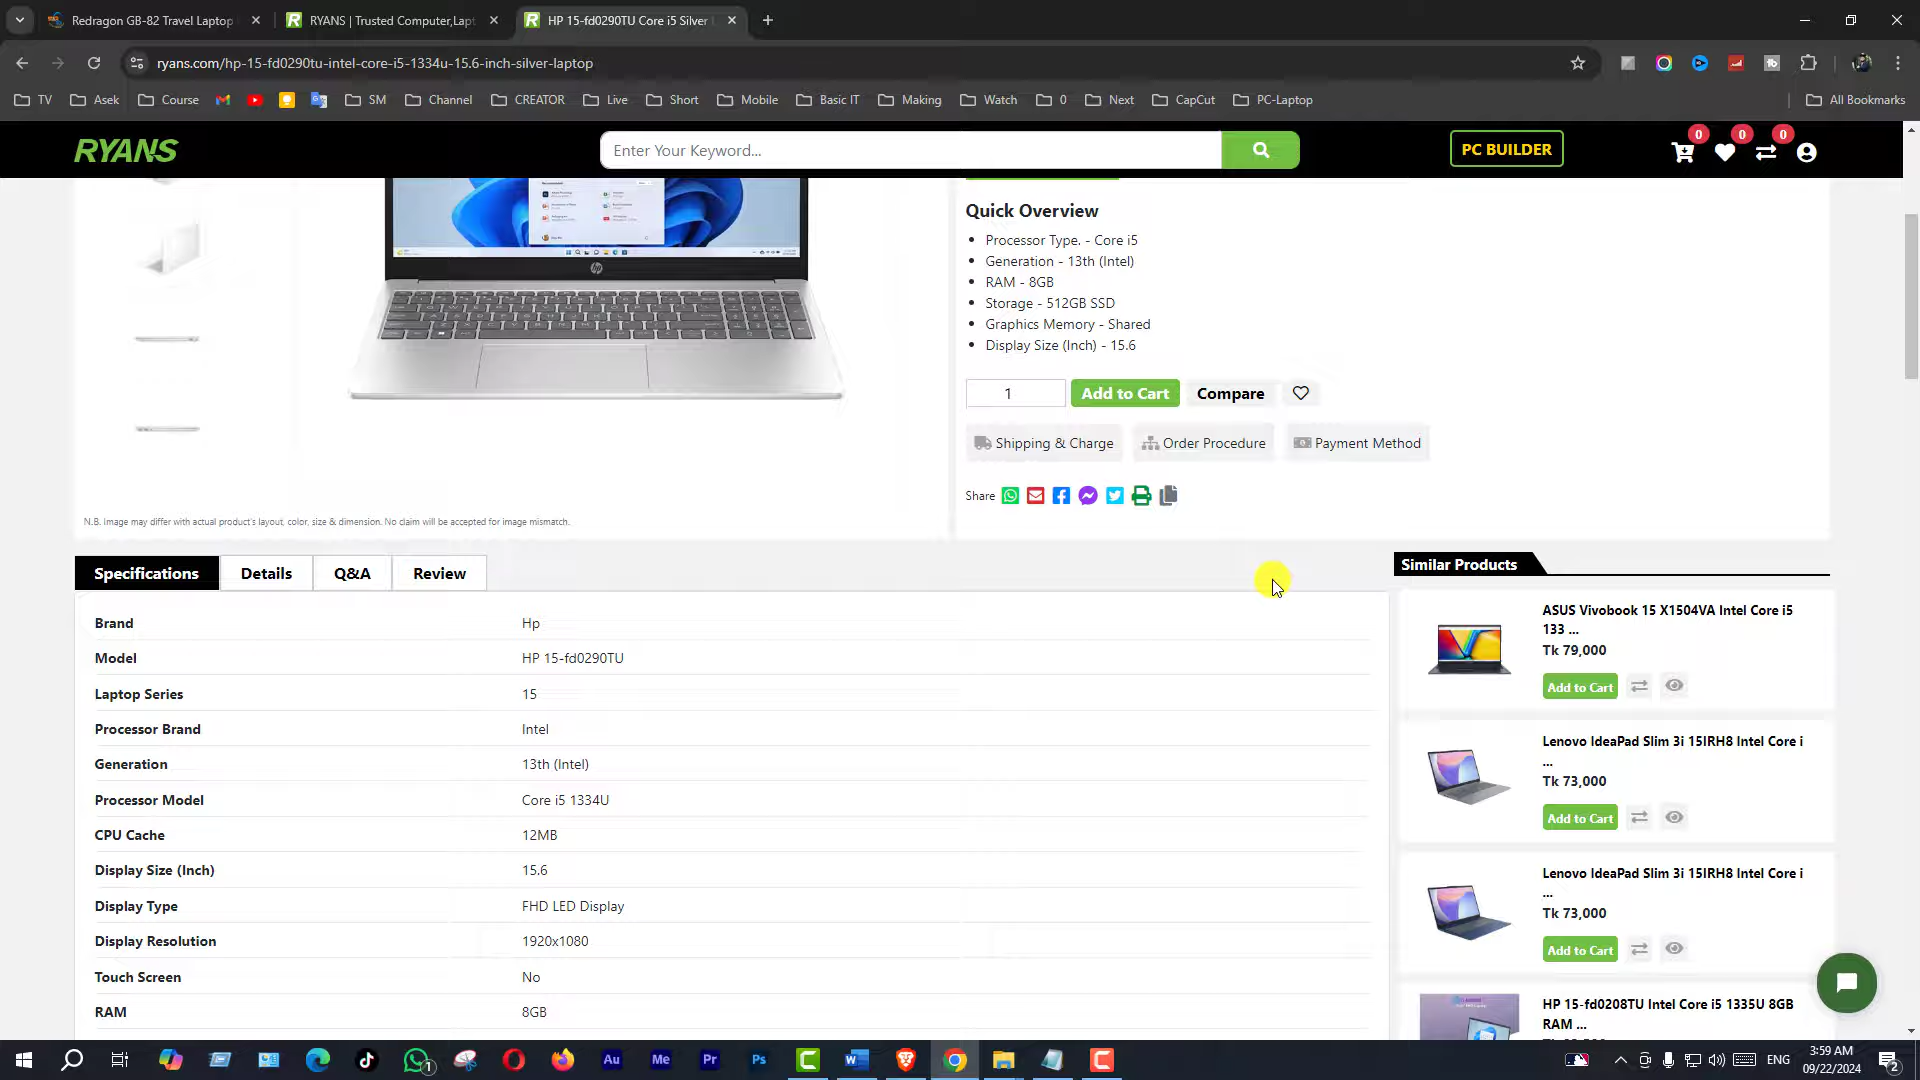 Redragon GB-82 Travel Laptop
RYANS | Trusted Computer,Lapt
HP 15-fd0290TU Core i5 Silver
ryans.com/hp-15-fd0290tu-intel-core-i5-1334u-15.6-inch-silver-laptop
TV Asek Course SM Channel CREATOR Live Short Mobile Basic IT Making Watch 0 Next CapCut PC-Laptop All Bookmarks
RYANS
Enter Your Keyword...
PC BUILDER
0 0 0
Quick Overview
Processor Type. - Core i5
Generation - 13th (Intel)
RAM - 8GB
Storage - 512GB SSD
Graphics Memory - Shared
Display Size (Inch) - 15.6
1 Add to Cart Compare
Shipping & Charge Order Procedure Payment Method
Share
hp
N.B. Image may differ with actual product's layout, color, size & dimension. No claim will be accepted for image mismatch.
Specifications Details Q&A Review
Brand Hp
Model HP 15-fd0290TU
Laptop Series 15
Processor Brand Intel
Generation 13th (Intel)
Processor Model Core i5 1334U
CPU Cache 12MB
Display Size (Inch) 15.6
Display Type FHD LED Display
Display Resolution 1920x1080
Touch Screen No
RAM 8GB
Similar Products
ASUS Vivobook 15 X1504VA Intel Core i5
133 ...
Tk 79,000
Add to Cart
Lenovo IdeaPad Slim 3i 15IRH8 Intel Core i
...
Tk 73,000
Add to Cart
Lenovo IdeaPad Slim 3i 15IRH8 Intel Core i
...
Tk 73,000
Add to Cart
HP 15-fd0208TU Intel Core i5 1335U 8GB
RAM ...
1 Au Me Pr Ps ENG
3:59 AM
09/22/2024
2